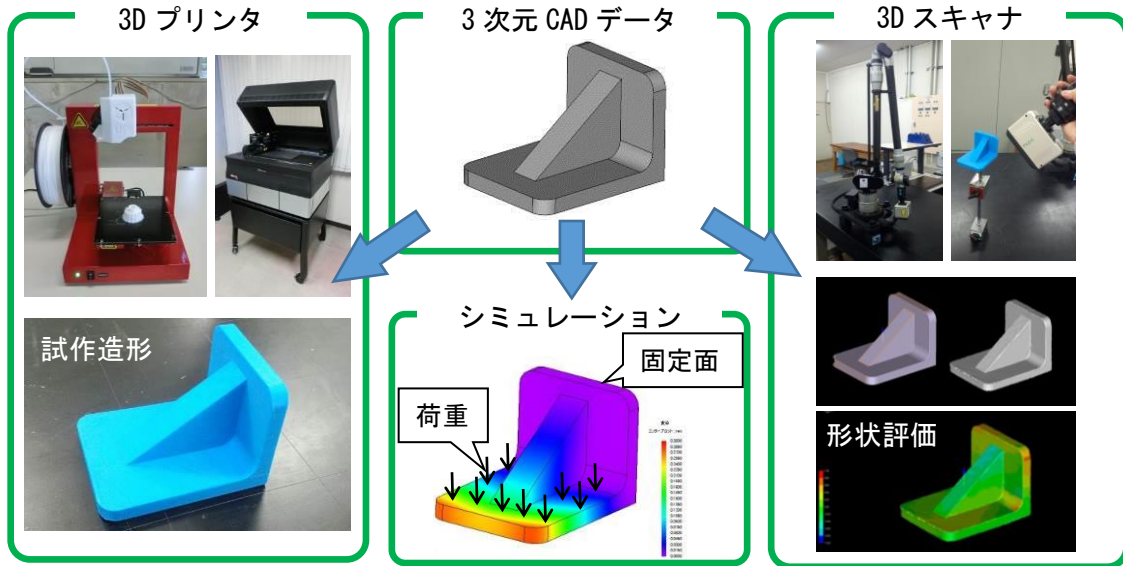 3D プリンタ
3 次元 CAD データ
3D スキャナ
試作造形
シミュレーション
固定面
荷重
形状評価